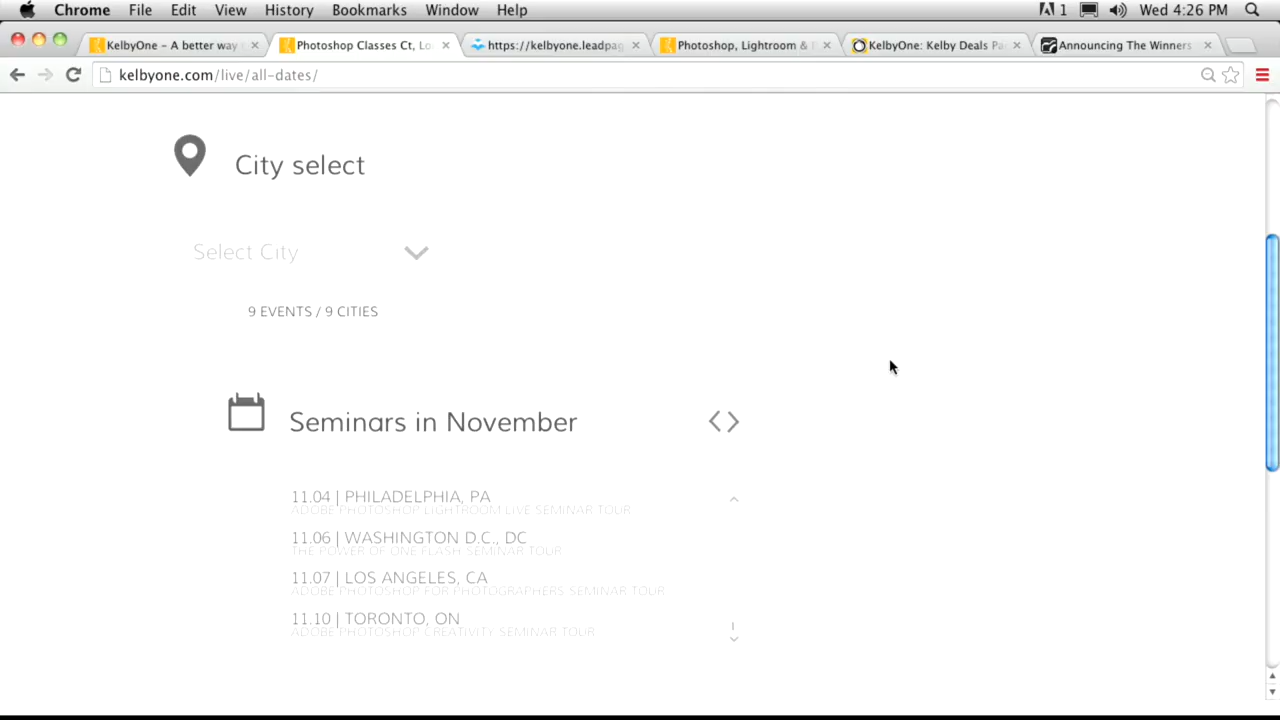 Chrome File Edit View History Bookmarks Window Help 1 Wed 4:26 PM
KelbyOne – A better way Photoshop Classes Ct, Lo https://kelbyone.leadpag Photoshop, Lightroom & KelbyOne: Kelby Deals Pa Announcing The Winners
kelbyone.com/live/all-dates/
City select
Select City
9 EVENTS / 9 CITIES
Seminars in November
11.04 | PHILADELPHIA, PA
ADOBE PHOTOSHOP LIGHTROOM LIVE SEMINAR TOUR
11.06 | WASHINGTON D.C., DC
THE POWER OF ONE FLASH SEMINAR TOUR
11.07 | LOS ANGELES, CA
ADOBE PHOTOSHOP FOR PHOTOGRAPHERS SEMINAR TOUR
11.10 | TORONTO, ON
ADOBE PHOTOSHOP CREATIVITY SEMINAR TOUR